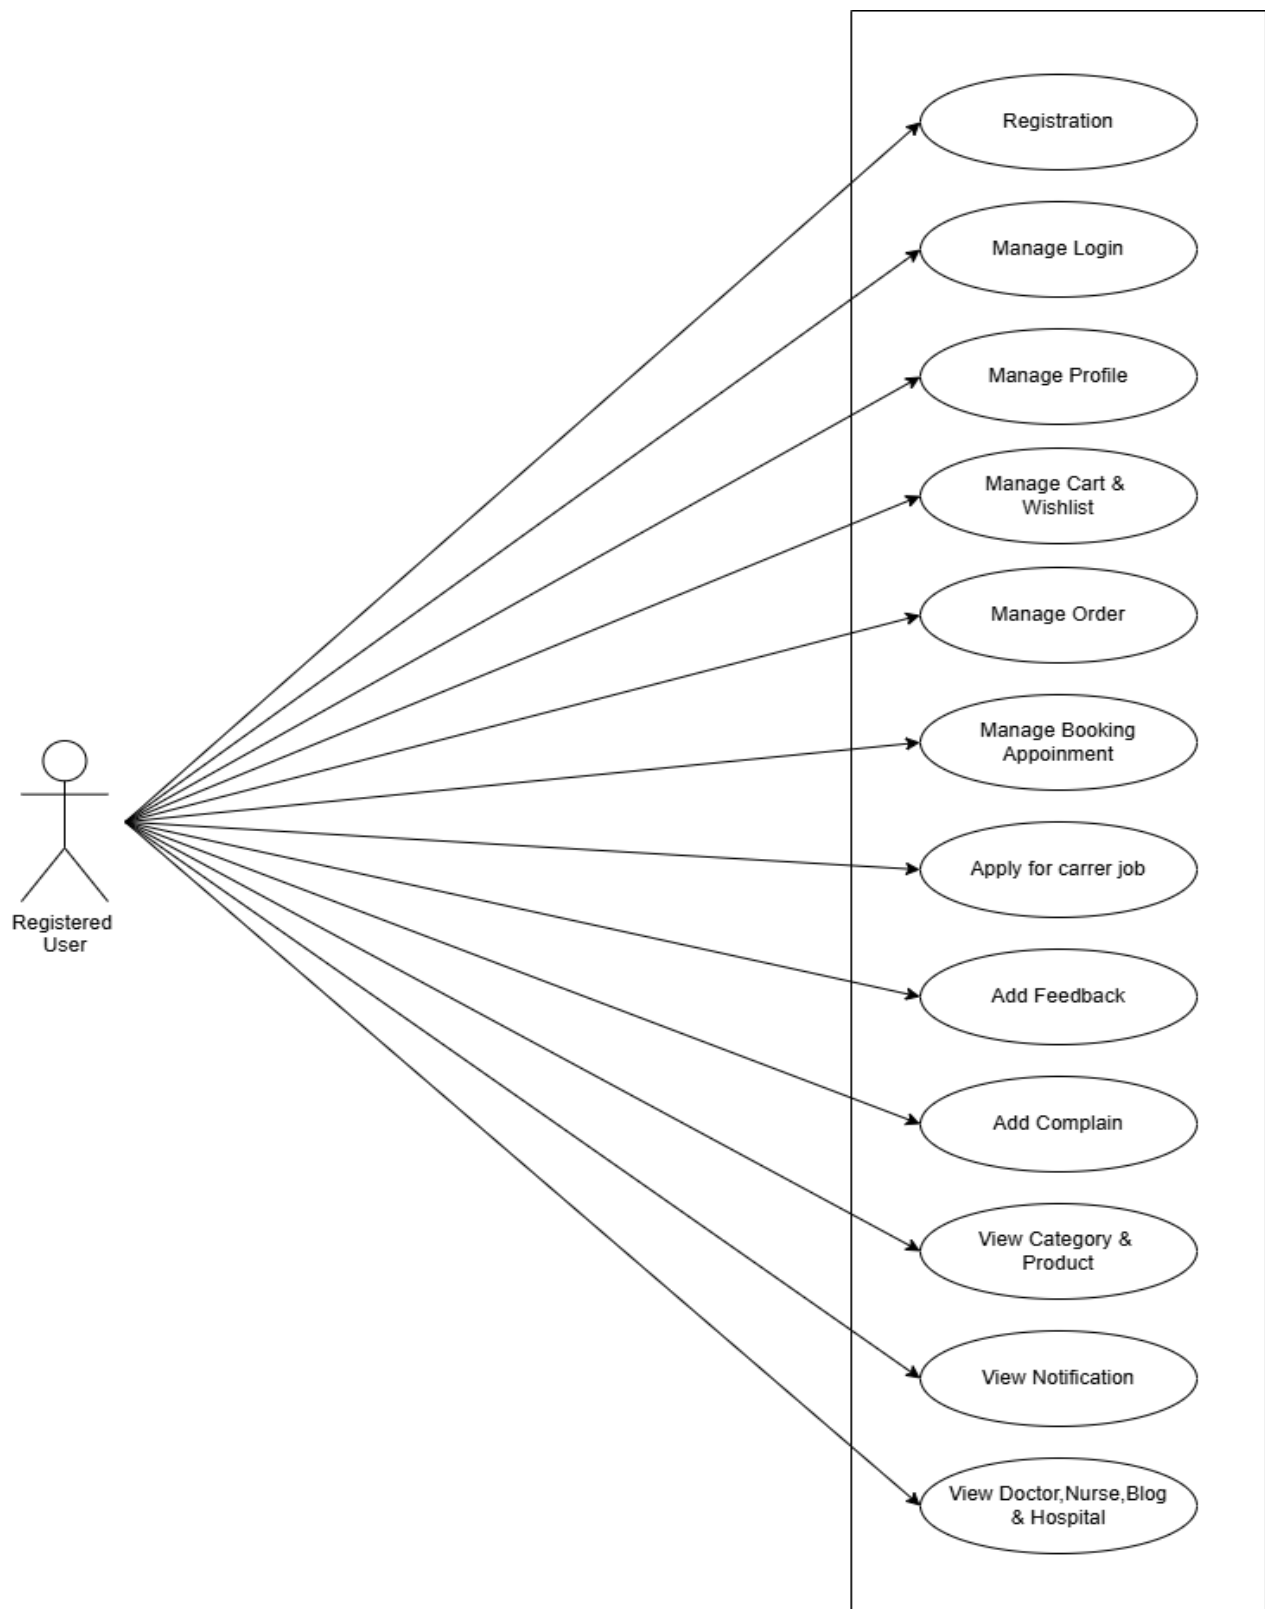 Registration
Manage Login
Manage Profile
Manage Cart &
Wishlist
Manage Order
Manage Booking
Appoinment
Apply for carrer job
Registered
User
Add Feedback
Add Complain
View Category &
Product
View Notification
View Doctor,Nurse,Blog
& Hospital